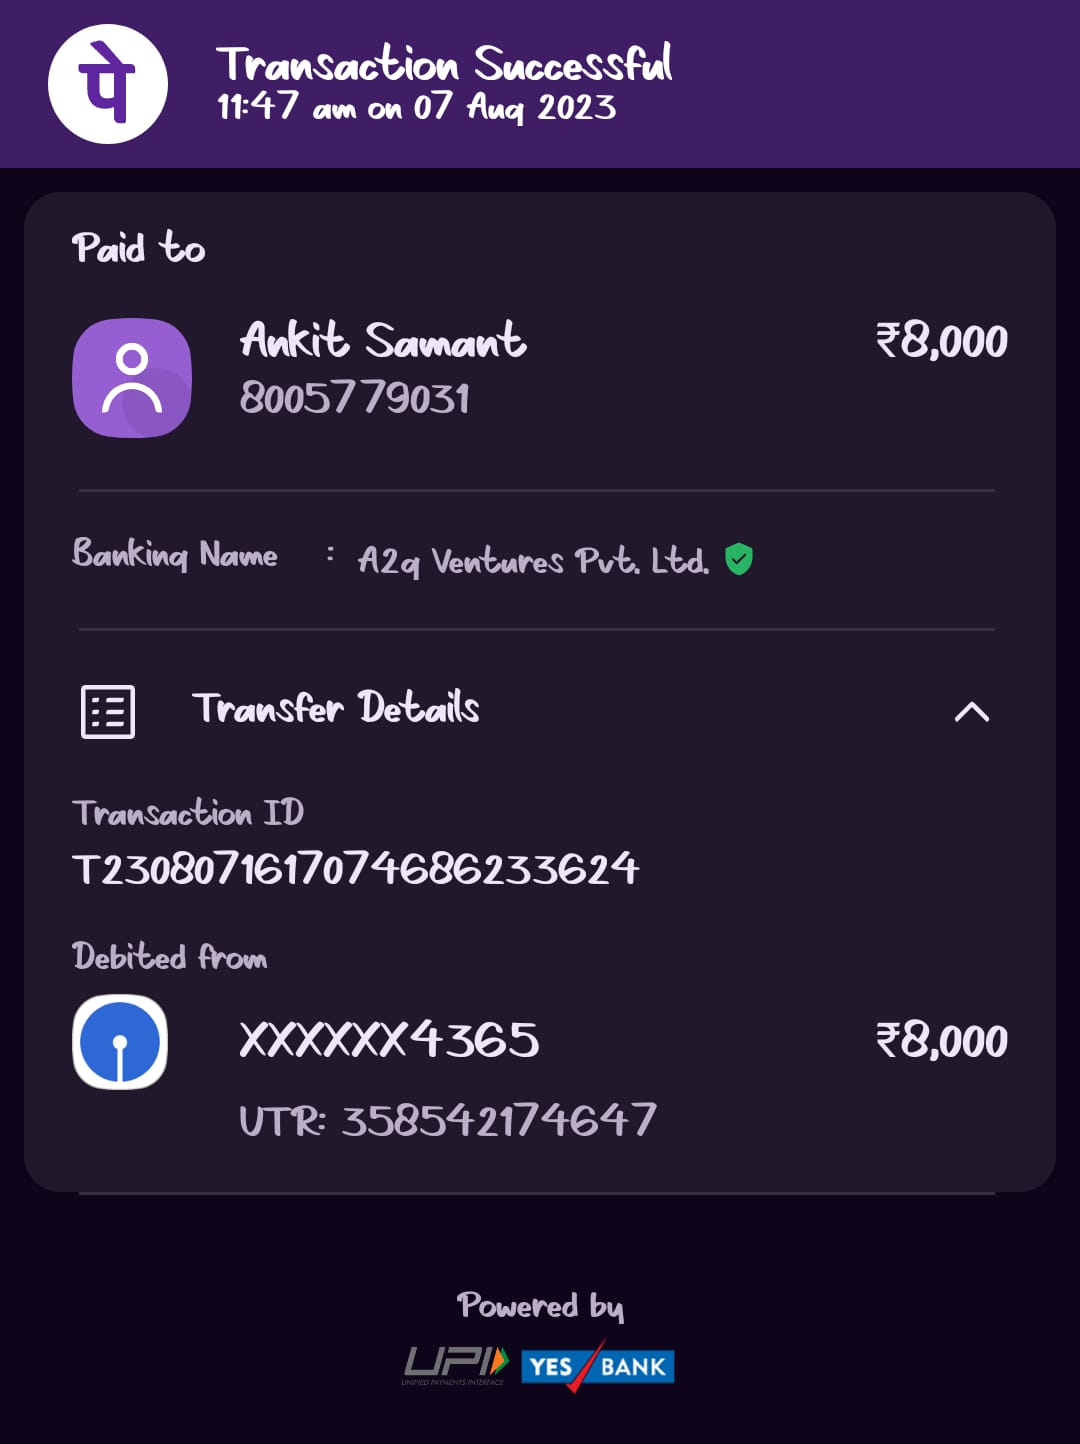 पे
Transaction Successful
11:47 am on 07 Aug 2023
Paid to
Ankit Samant
₹8,000
8005779031
Banking Name : A2q Ventures Pvt. Ltd.
Transfer Details
Transaction ID
T2308071617074686233624
Debited from
XXXXXX4365
₹8,000
UTR: 358542174647
Powered by
UPI
UNIFIED PAYMENTS INTERFACE
YES BANK